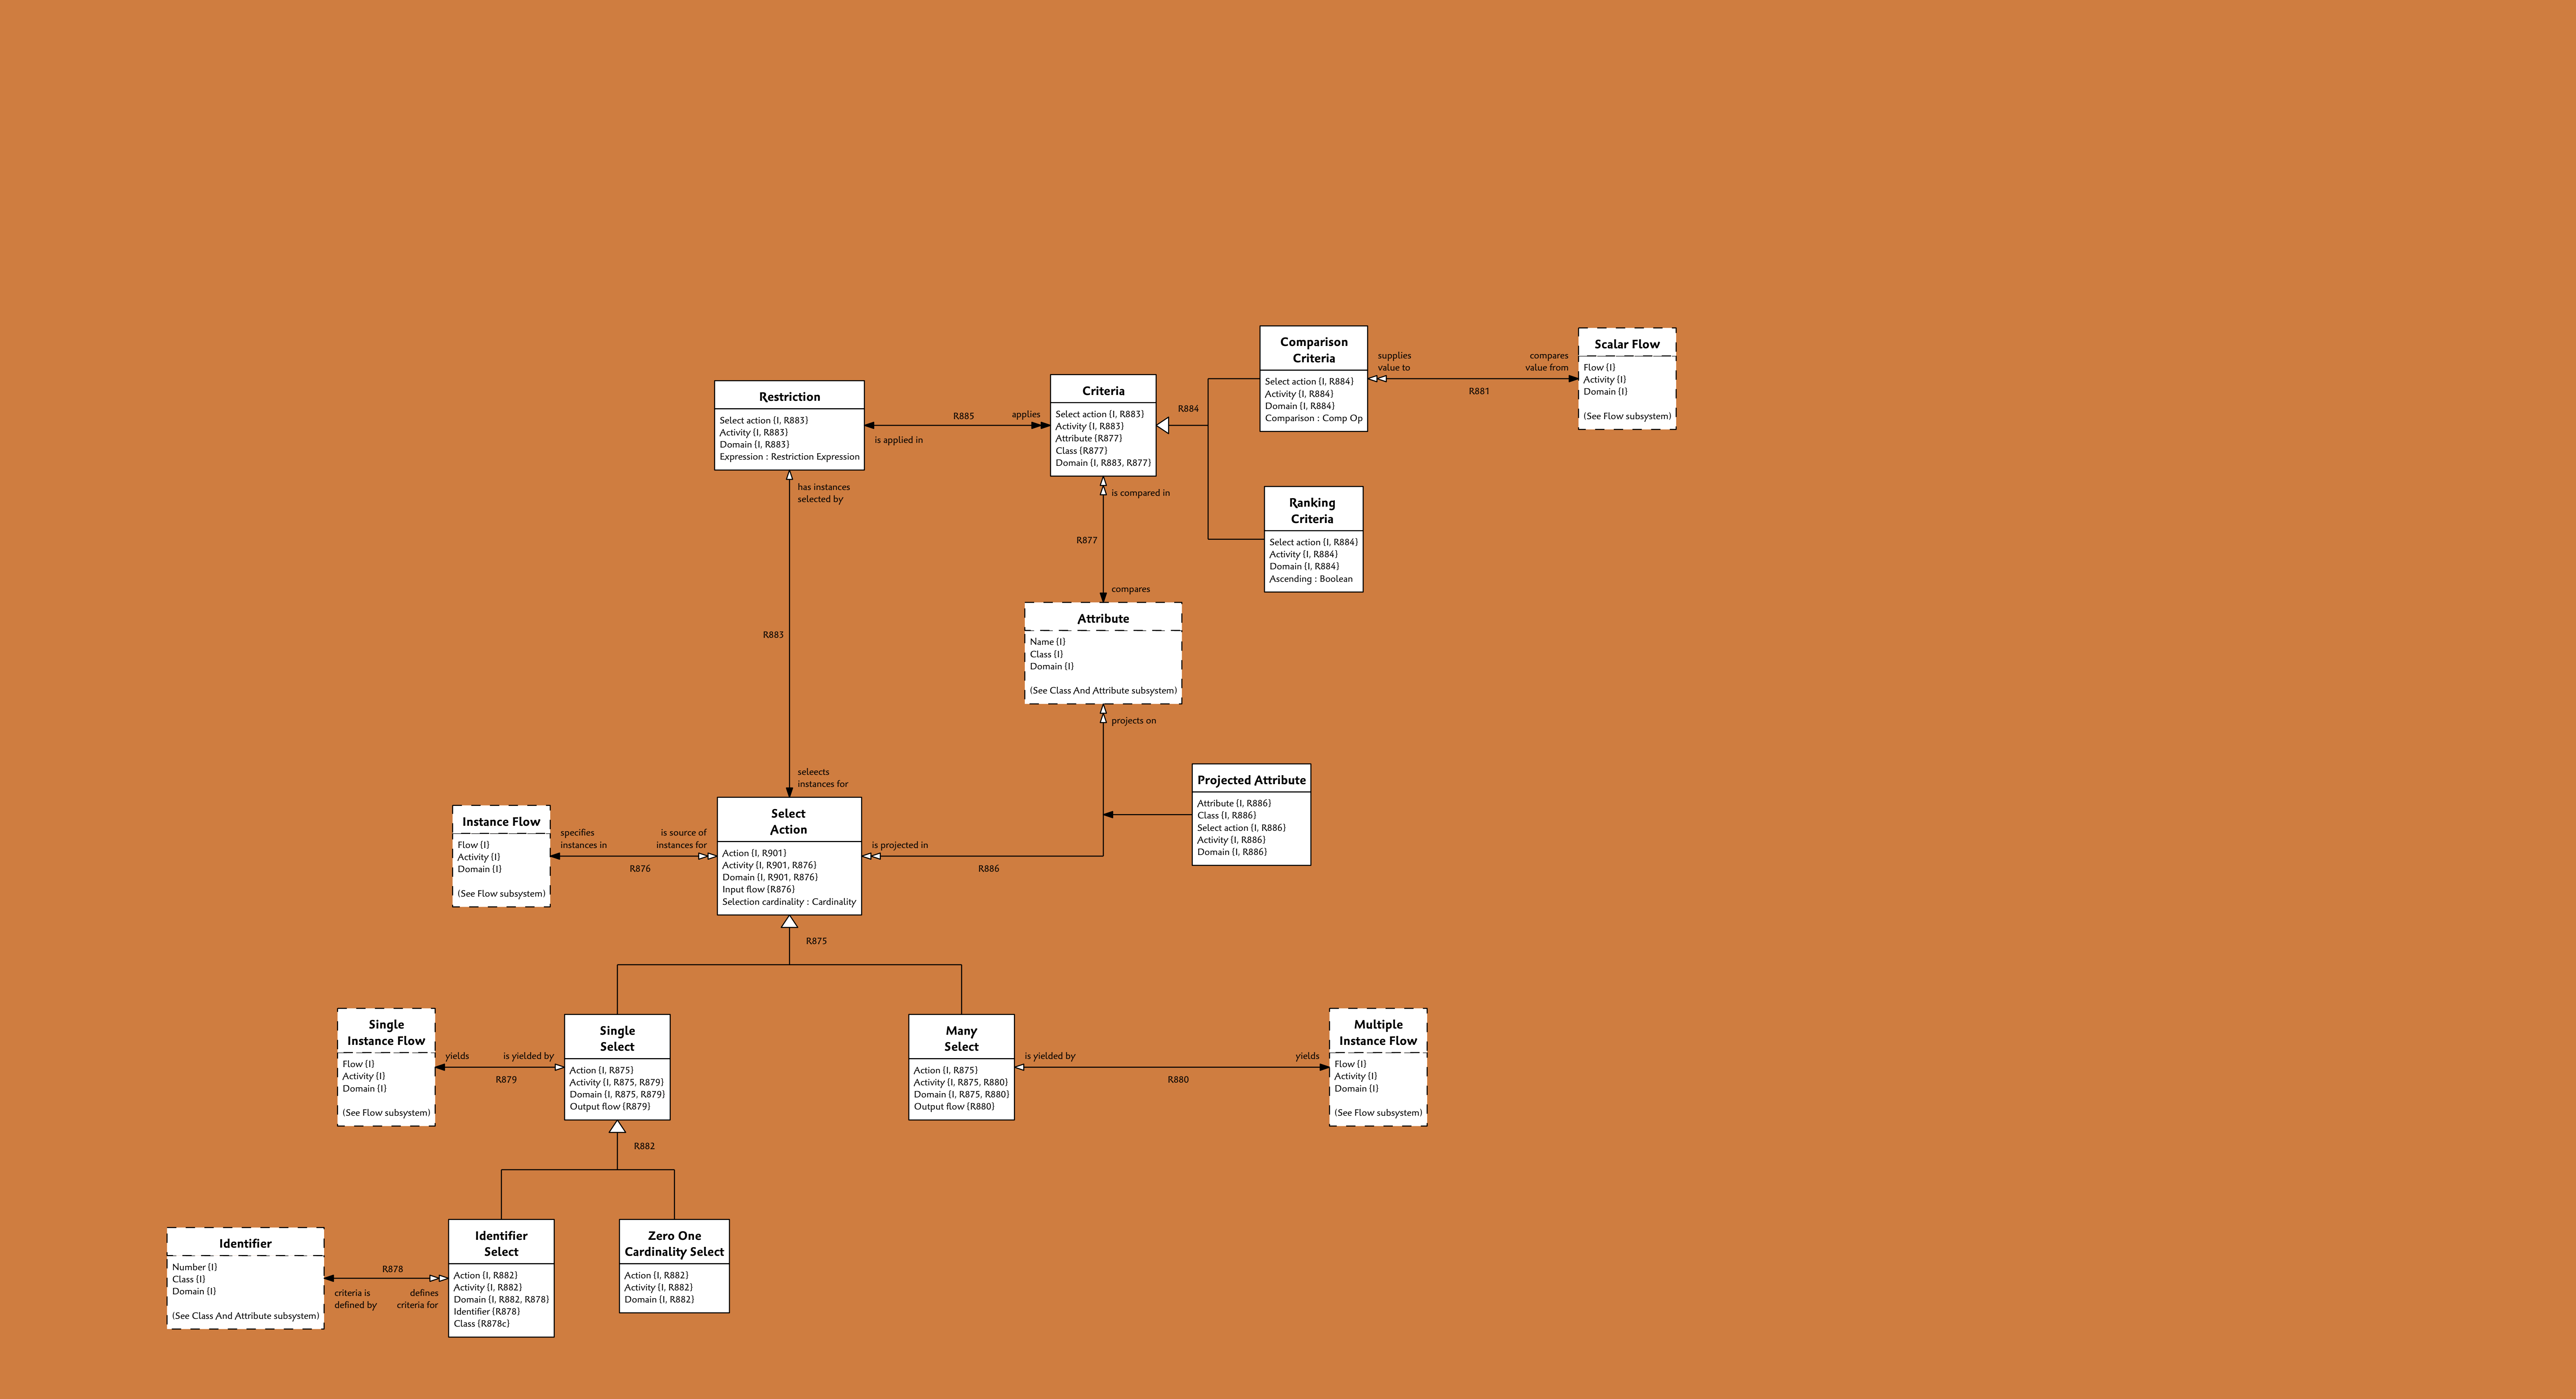 Comparison
Criteria
Select action {I, R884}
Activity {I, R884}
Domain {I, R884}
Comparison : Comp Op
supplies
value to
compares
value from
R881
Scalar Flow
Flow {I}
Activity {I}
Domain {I}
(See Flow subsystem)
Restriction
Select action {I, R883}
Activity {I, R883}
Domain {I, R883}
Expression : Restriction Expression
R885
applies
is applied in
Criteria
Select action {I, R883}
Activity {I, R883}
Attribute {R877}
Class {R877}
Domain {I, R883, R877}
R884
has instances
selected by
is compared in
Ranking
Criteria
Select action {I, R884}
Activity {I, R884}
Domain {I, R884}
Ascending : Boolean
R877
compares
R883
Attribute
Name {I}
Class {I}
Domain {I}
(See Class And Attribute subsystem)
projects on
seleects
instances for
Projected Attribute
Attribute {I, R886}
Class {I, R886}
Select action {I, R886}
Activity {I, R886}
Domain {I, R886}
Instance Flow
Flow {I}
Activity {I}
Domain {I}
(See Flow subsystem)
specifies
instances in
is source of
instances for
R876
Select
Action
Action {I, R901}
Activity {I, R901, R876}
Domain {I, R901, R876}
Input flow {R876}
Selection cardinality : Cardinality
is projected in
R886
R875
Single
Instance Flow
Flow {I}
Activity {I}
Domain {I}
(See Flow subsystem)
yields
is yielded by
R879
Single
Select
Action {I, R875}
Activity {I, R875, R879}
Domain {I, R875, R879}
Output flow {R879}
Many
Select
Action {I, R875}
Activity {I, R875, R880}
Domain {I, R875, R880}
Output flow {R880}
is yielded by
yields
R880
Multiple
Instance Flow
Flow {I}
Activity {I}
Domain {I}
(See Flow subsystem)
R882
Identifier
Number {I}
Class {I}
Domain {I}
(See Class And Attribute subsystem)
R878
criteria is
defined by
defines
criteria for
Identifier
Select
Action {I, R882}
Activity {I, R882}
Domain {I, R882, R878}
Identifier {R878}
Class {R878c}
Zero One
Cardinality Select
Action {I, R882}
Activity {I, R882}
Domain {I, R882}